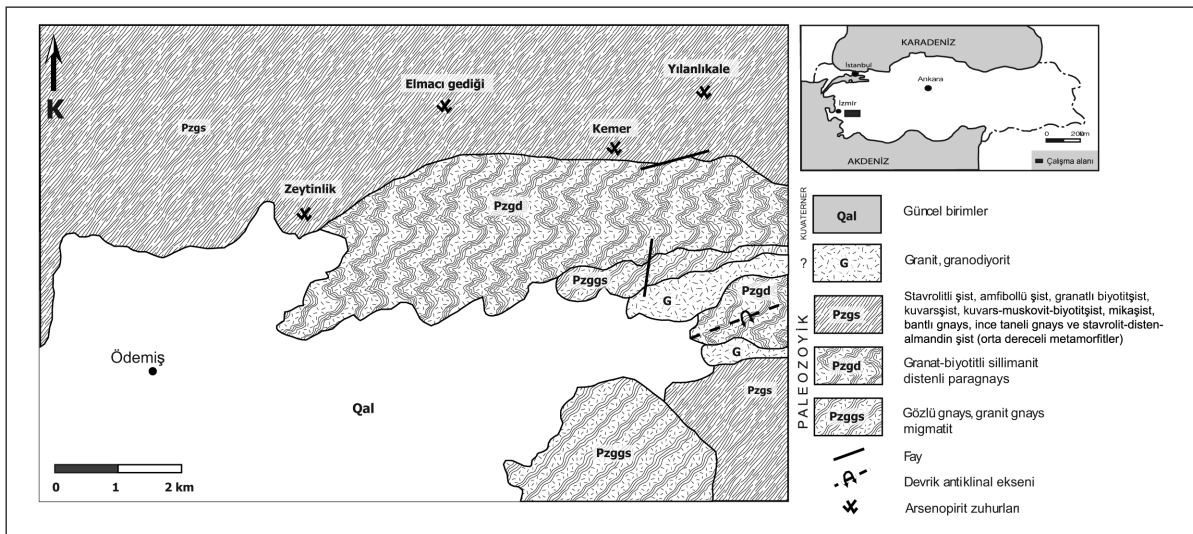 K
Pzgs
Elmacı gediği
Yılanlıkale
Kemer
Zeytinlik
Pzgd
Pzggs
G
Pzgd
G
Ödemiş
Qal
Pzgs
Pzggs
0 1 2 km
KARADENİZ
İstanbul
Ankara
İzmir
0 200km
AKDENİZ
Çalışma alanı
KUVATERNER
Qal
Güncel birimler
?
G
Granit, granodiyorit
PALEOZOYİK
Pzgs
Stavrolitli şist, amfibollü şist, granatlı biyotitşist,
kuvarsşist, kuvars-muskovit-biyotitşist, mikaşist,
bantlı gnays, ince taneli gnays ve stavrolit-disten-
almandin şist (orta dereceli metamorfitler)
Pzgd
Granat-biyotitli sillimanit
distenli paragnays
Pzggs
Gözlü gnays, granit gnays
migmatit
Fay
Devrik antiklinal ekseni
Arsenopirit zuhurları